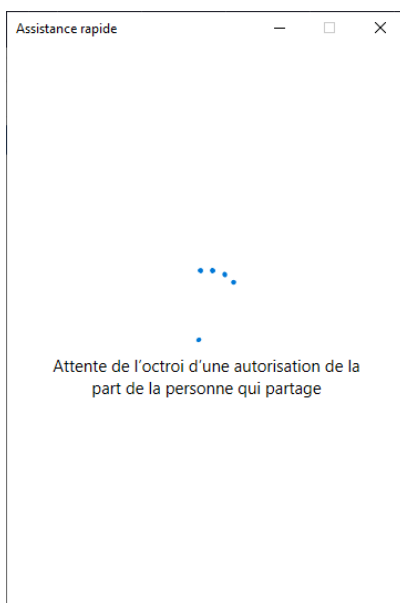 Assistance rapide
Attente de l’octroi d’une autorisation de la
part de la personne qui partage